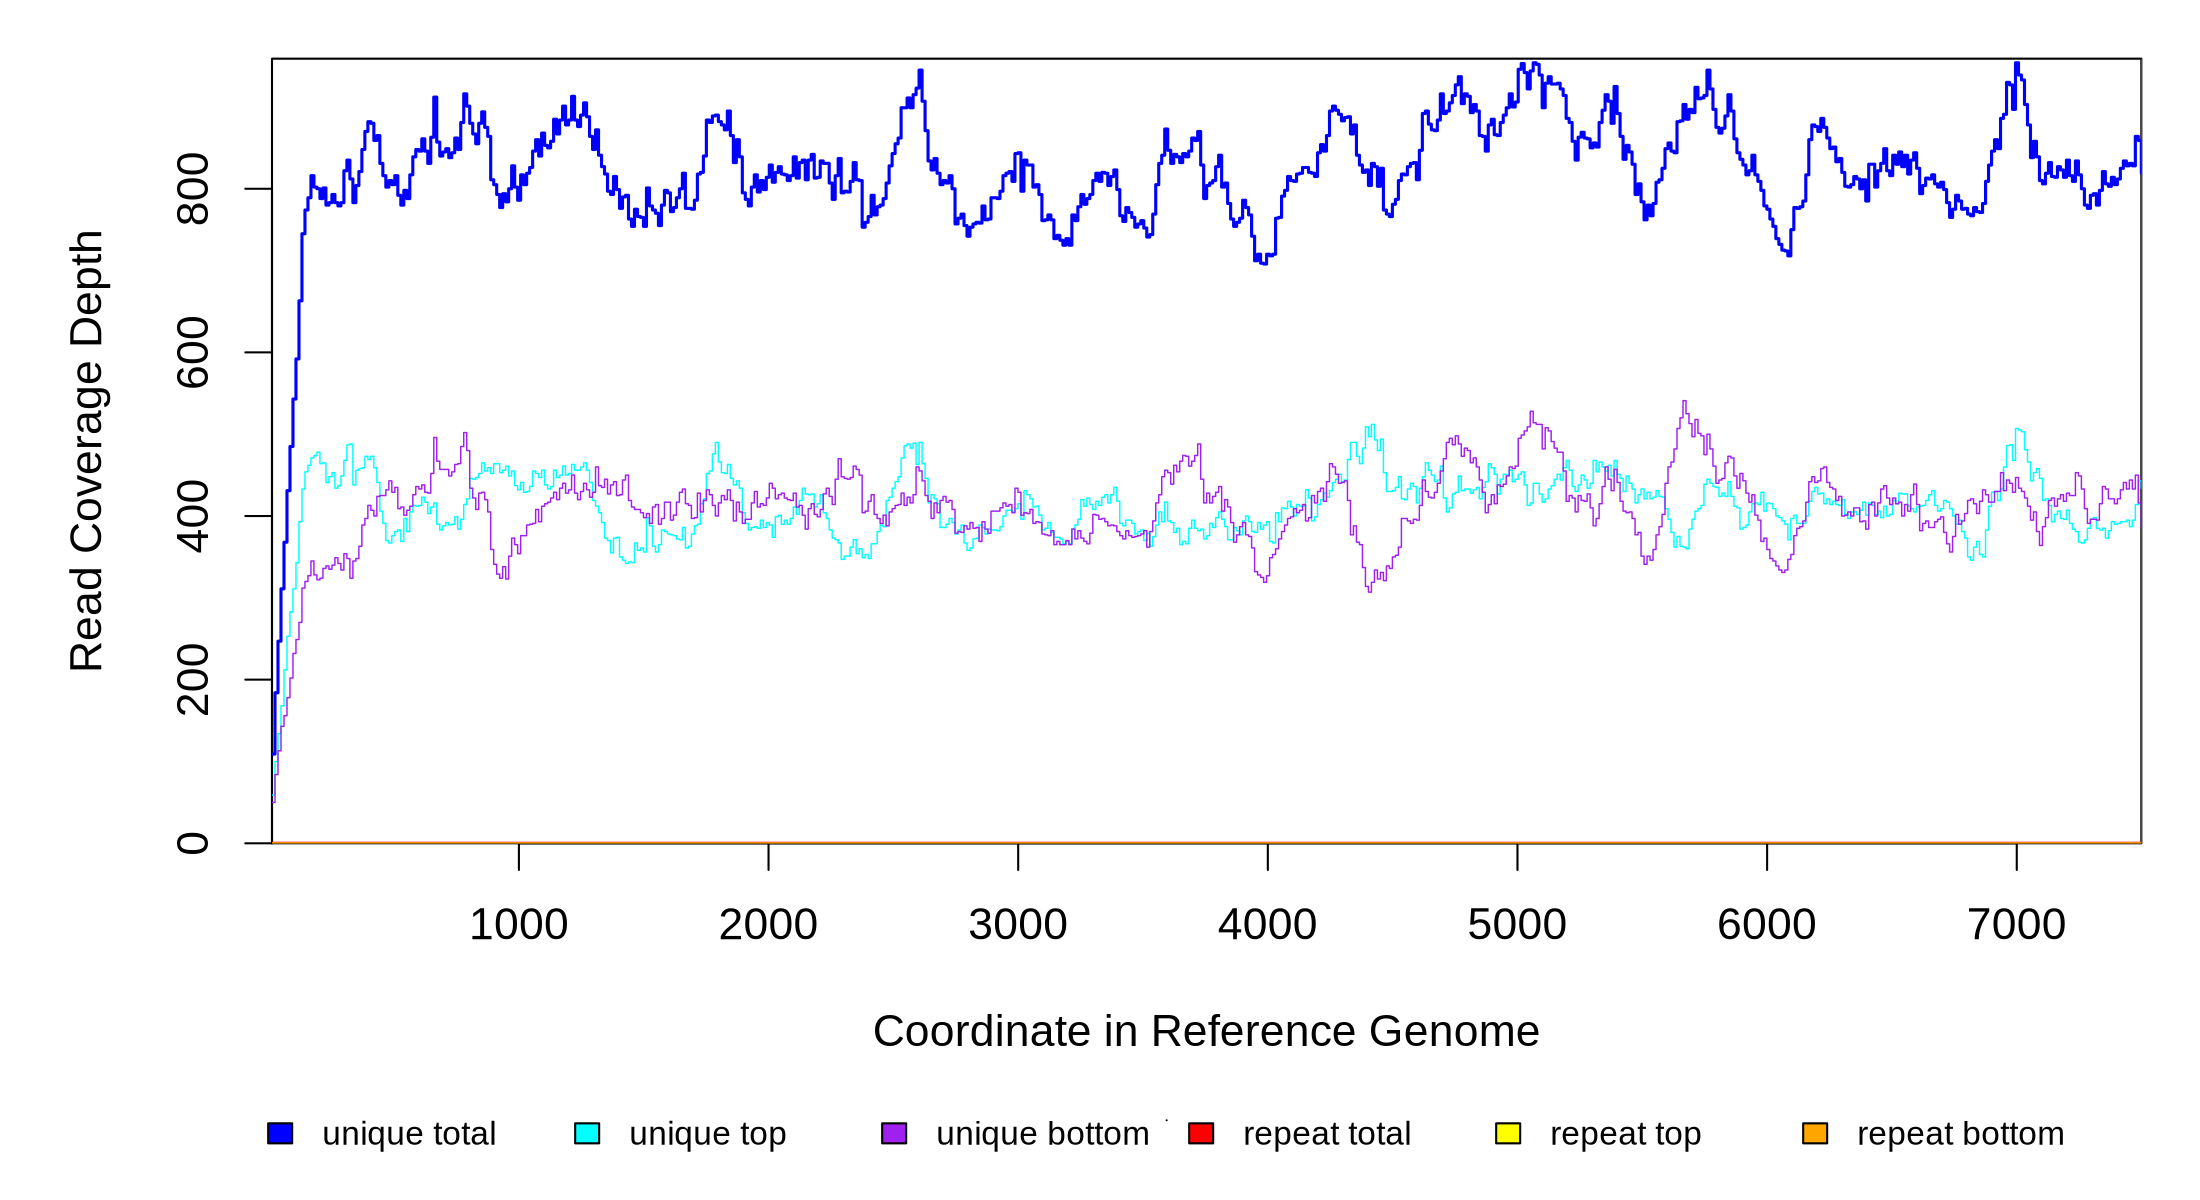 Read Coverage Depth
800
600
400
200
0
1000 2000 3000 4000 5000 6000 7000
Coordinate in Reference Genome
unique total unique top unique bottom repeat total repeat top repeat bottom